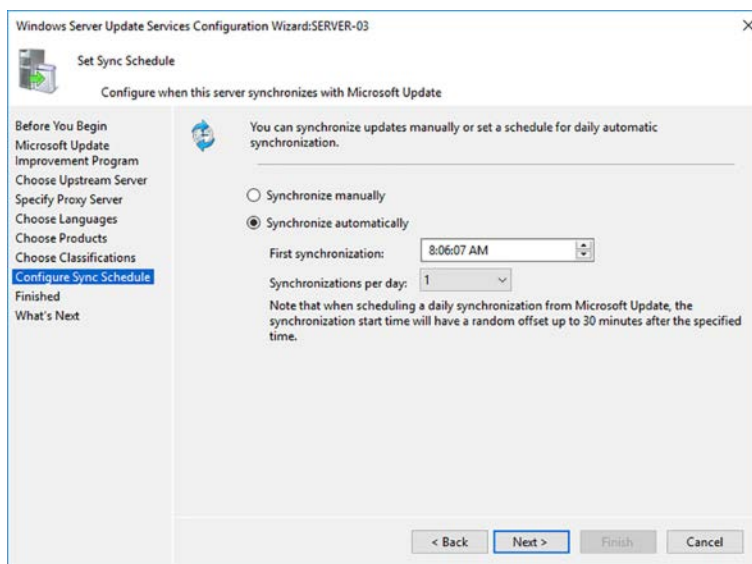 Windows Server Update Services Configuration Wizard:SERVER-03
Set Sync Schedule
Configure when this server synchronizes with Microsoft Update
Before You Begin
Microsoft Update
Improvement Program
Choose Upstream Server
Specify Proxy Server
Choose Languages
Choose Products
Choose Classifications
Configure Sync Schedule
Finished
What's Next
You can synchronize updates manually or set a schedule for daily automatic
synchronization.
Synchronize manually
Synchronize automatically
First synchronization: 8:06:07 AM
Synchronizations per day: 1
Note that when scheduling a daily synchronization from Microsoft Update, the
synchronization start time will have a random offset up to 30 minutes after the specified
time.
< Back Next > Finish Cancel